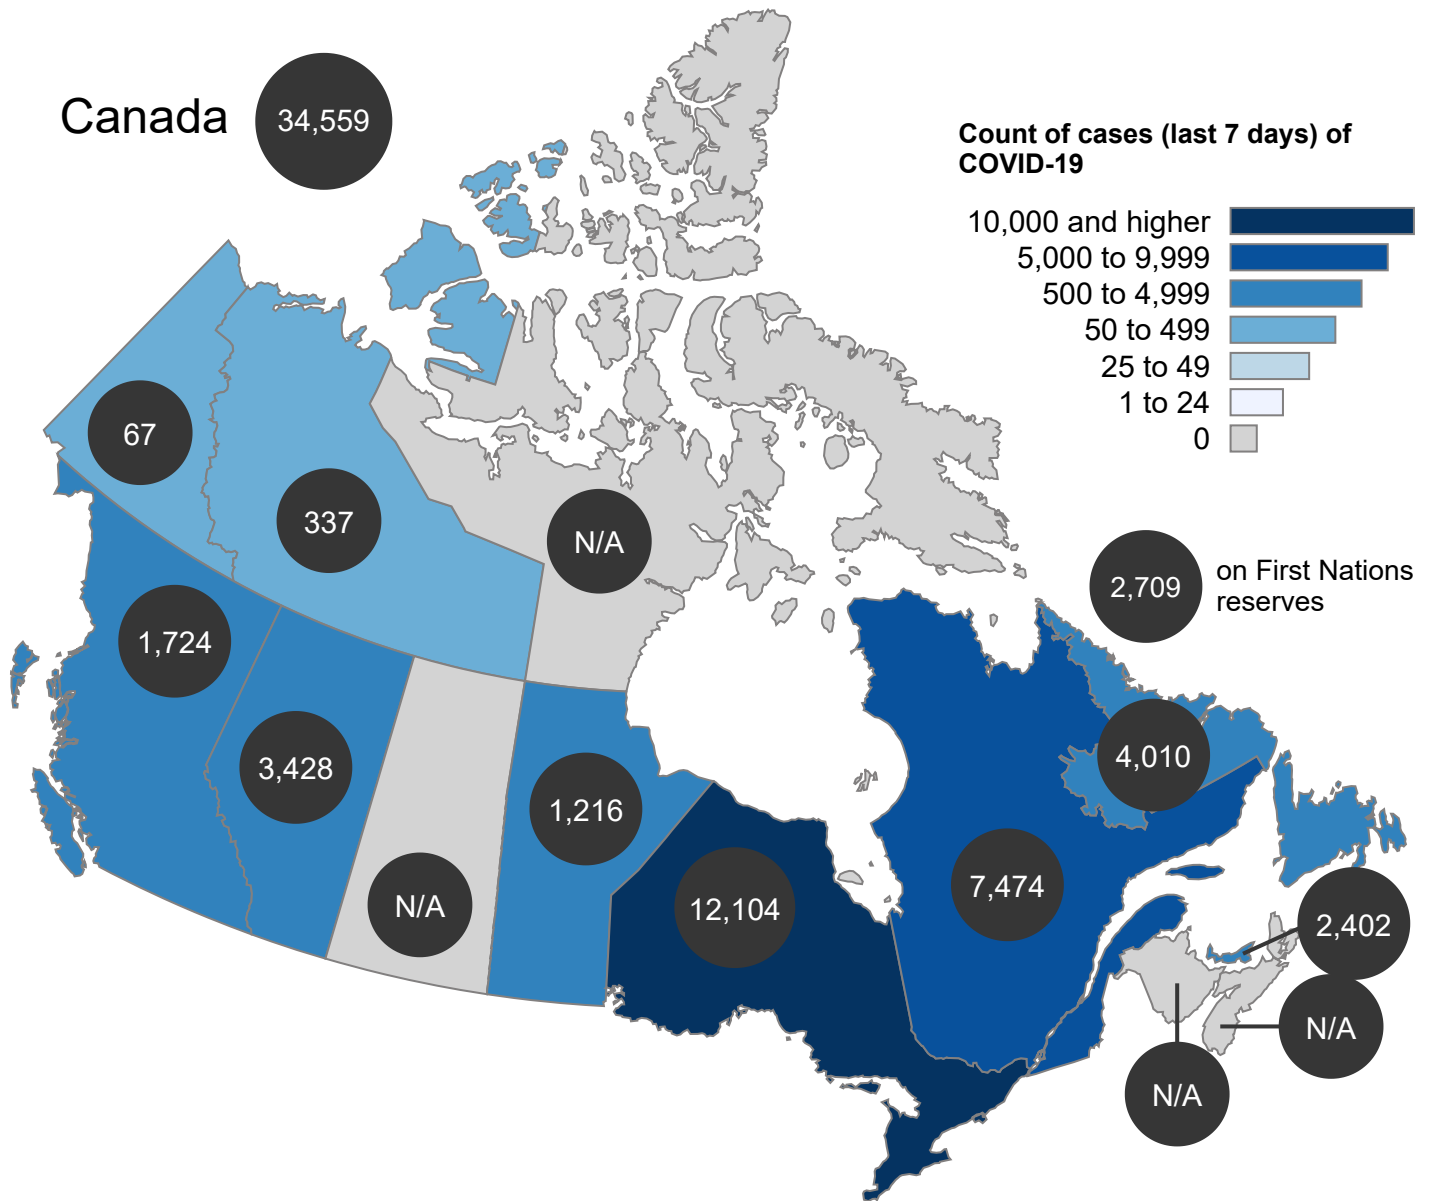 Canada
34,559
Count of cases (last 7 days) of
COVID-19
10,000 and higher
5,000 to 9,999
500 to 4,999
50 to 499
25 to 49
1 to 24
0
67
337
N/A
2,709
on First Nations
reserves
1,724
3,428
1,216
4,010
N/A
12,104
7,474
2,402
N/A
N/A